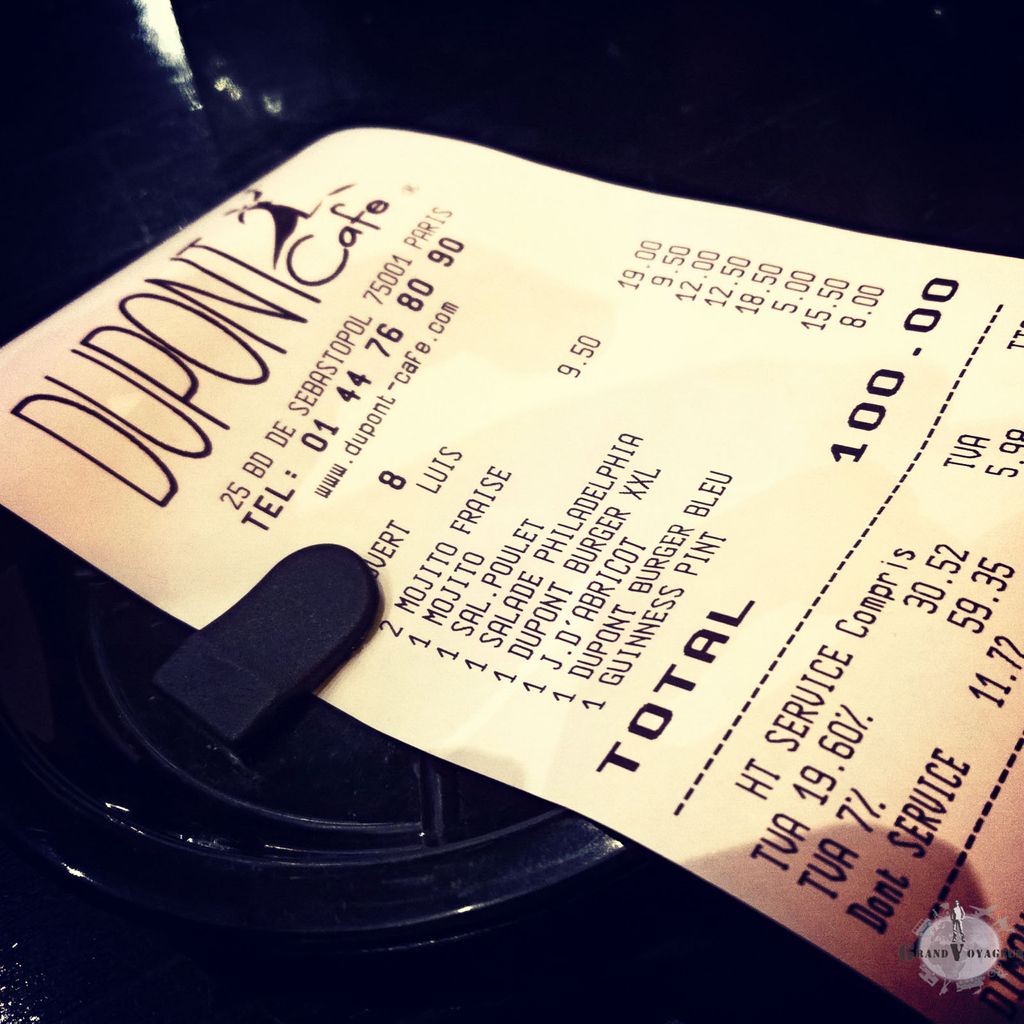 DUPONT
Café
25 BD DE SEBASTOPOL 75001 PARIS
TEL: 01 44 76 80 90
www.dupont-cafe.com
8
UVERT LUIS
2 MOJITO FRAISE 9.50 19.00
1 MOJITO 9.50
1 SAL.POULET 12.00
1 SALADE PHILADELPHIA 12.50
1 DUPONT BURGER XXL 18.50
1 J.D'ABRICOT 5.00
1 DUPONT BURGER BLEU 15.50
1 GUINNESS PINT 8.00
TOTAL 100.00
HT SERVICE Compris TVA
TVA 19.60% 30.52 5.98
TVA 7% 59.35
Dont SERVICE 11.72
GRAND VOYAGEUR